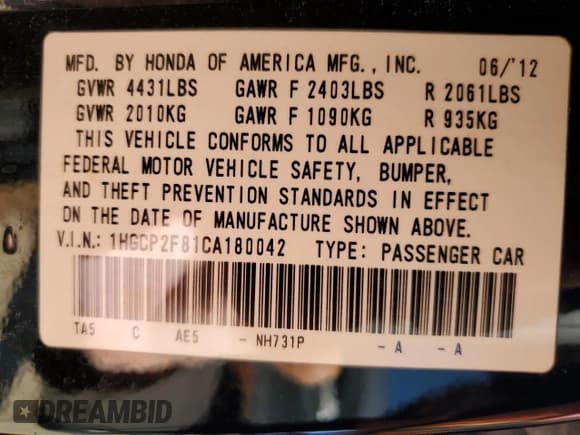 MFD. BY HONDA OF AMERICA MFG., INC. 06/'12
GVWR 4431LBS GAWR F 2403LBS R 2061LBS
GVWR 2010KG GAWR F 1090KG R 935KG
THIS VEHICLE CONFORMS TO ALL APPLICABLE
FEDERAL MOTOR VEHICLE SAFETY, BUMPER,
AND THEFT PREVENTION STANDARDS IN EFFECT
ON THE DATE OF MANUFACTURE SHOWN ABOVE.
V.I.N.: 1HGCP2F81CA180042 TYPE: PASSENGER CAR
TA5 C AE5 - NH731P - A - A
DREAMBID